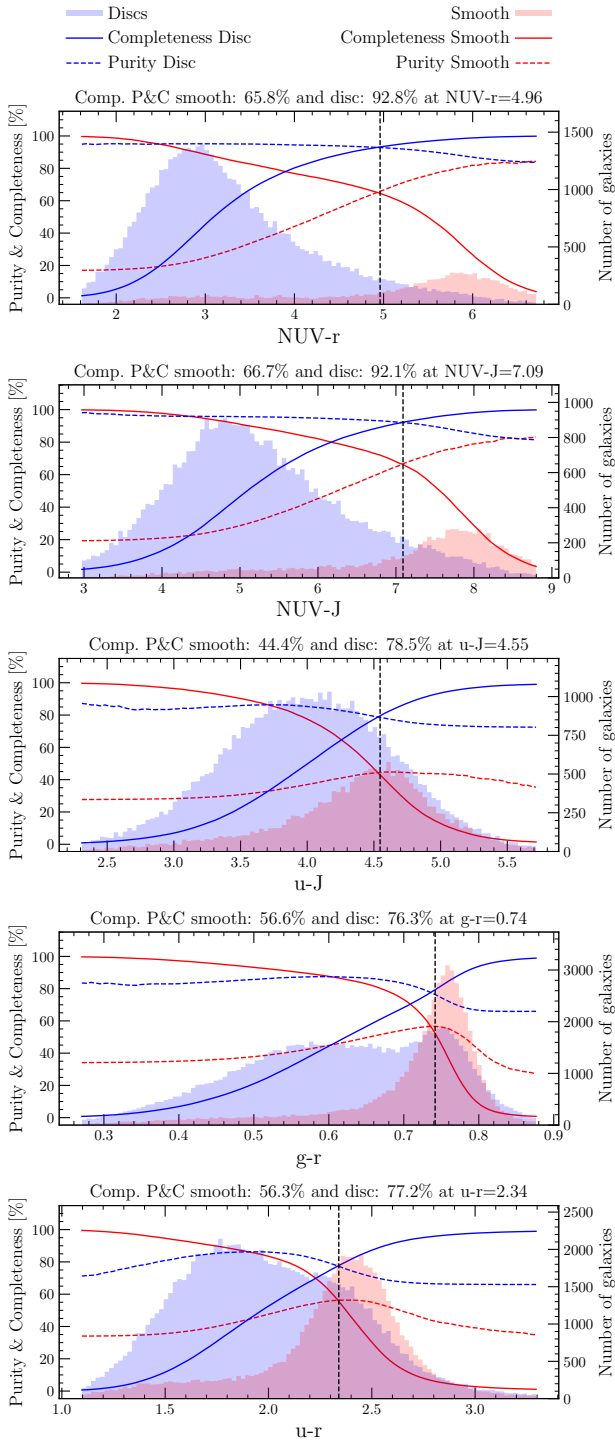 Discs
Completeness Disc
Purity Disc
Smooth
Completeness Smooth
Purity Smooth
Comp. P&C smooth: 65.8% and disc: 92.8% at NUV-r=4.96
Purity & Completeness [%]
100
80
60
40
20
0
1500
1000
500
0
Number of galaxies
2 3 4 5 6
NUV-r
Comp. P&C smooth: 66.7% and disc: 92.1% at NUV-J=7.09
Purity & Completeness [%]
100
80
60
40
20
0
1000
800
600
400
200
0
Number of galaxies
3 4 5 6 7 8 9
NUV-J
Comp. P&C smooth: 44.4% and disc: 78.5% at u-J=4.55
Purity & Completeness [%]
100
80
60
40
20
0
1000
750
500
250
0
Number of galaxies
2.5 3.0 3.5 4.0 4.5 5.0 5.5
u-J
Comp. P&C smooth: 56.6% and disc: 76.3% at g-r=0.74
Purity & Completeness [%]
100
80
60
40
20
0
3000
2000
1000
0
Number of galaxies
0.3 0.4 0.5 0.6 0.7 0.8 0.9
g-r
Comp. P&C smooth: 56.3% and disc: 77.2% at u-r=2.34
Purity & Completeness [%]
100
80
60
40
20
0
2500
2000
1500
1000
500
0
Number of galaxies
1.0 1.5 2.0 2.5 3.0
u-r